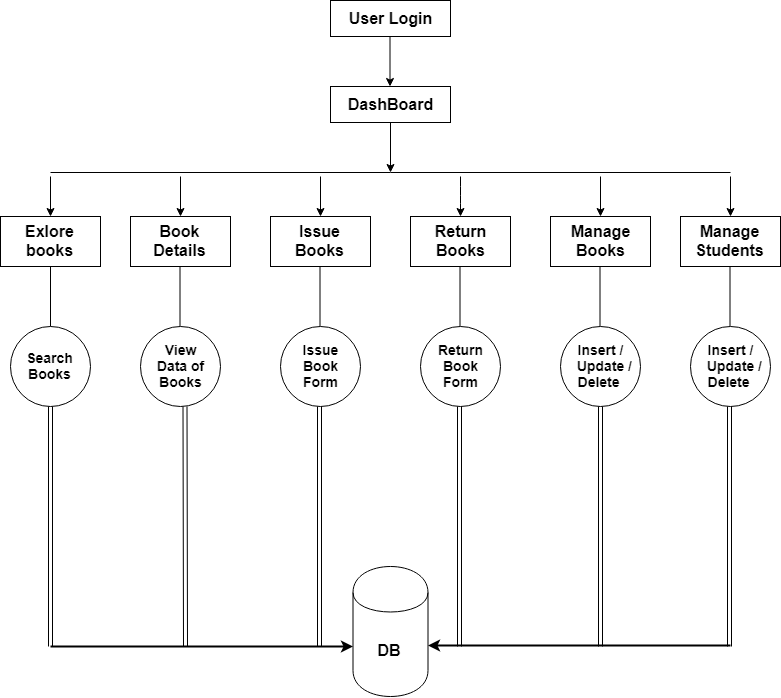 User Login
DashBoard
Exlore
books
Book
Details
Issue
Books
Return
Books
Manage
Books
Manage
Students
Search
Books
View
Data of
Books
Issue
Book
Form
Return
Book
Form
Insert /
Update /
Delete
Insert /
Update /
Delete
DB